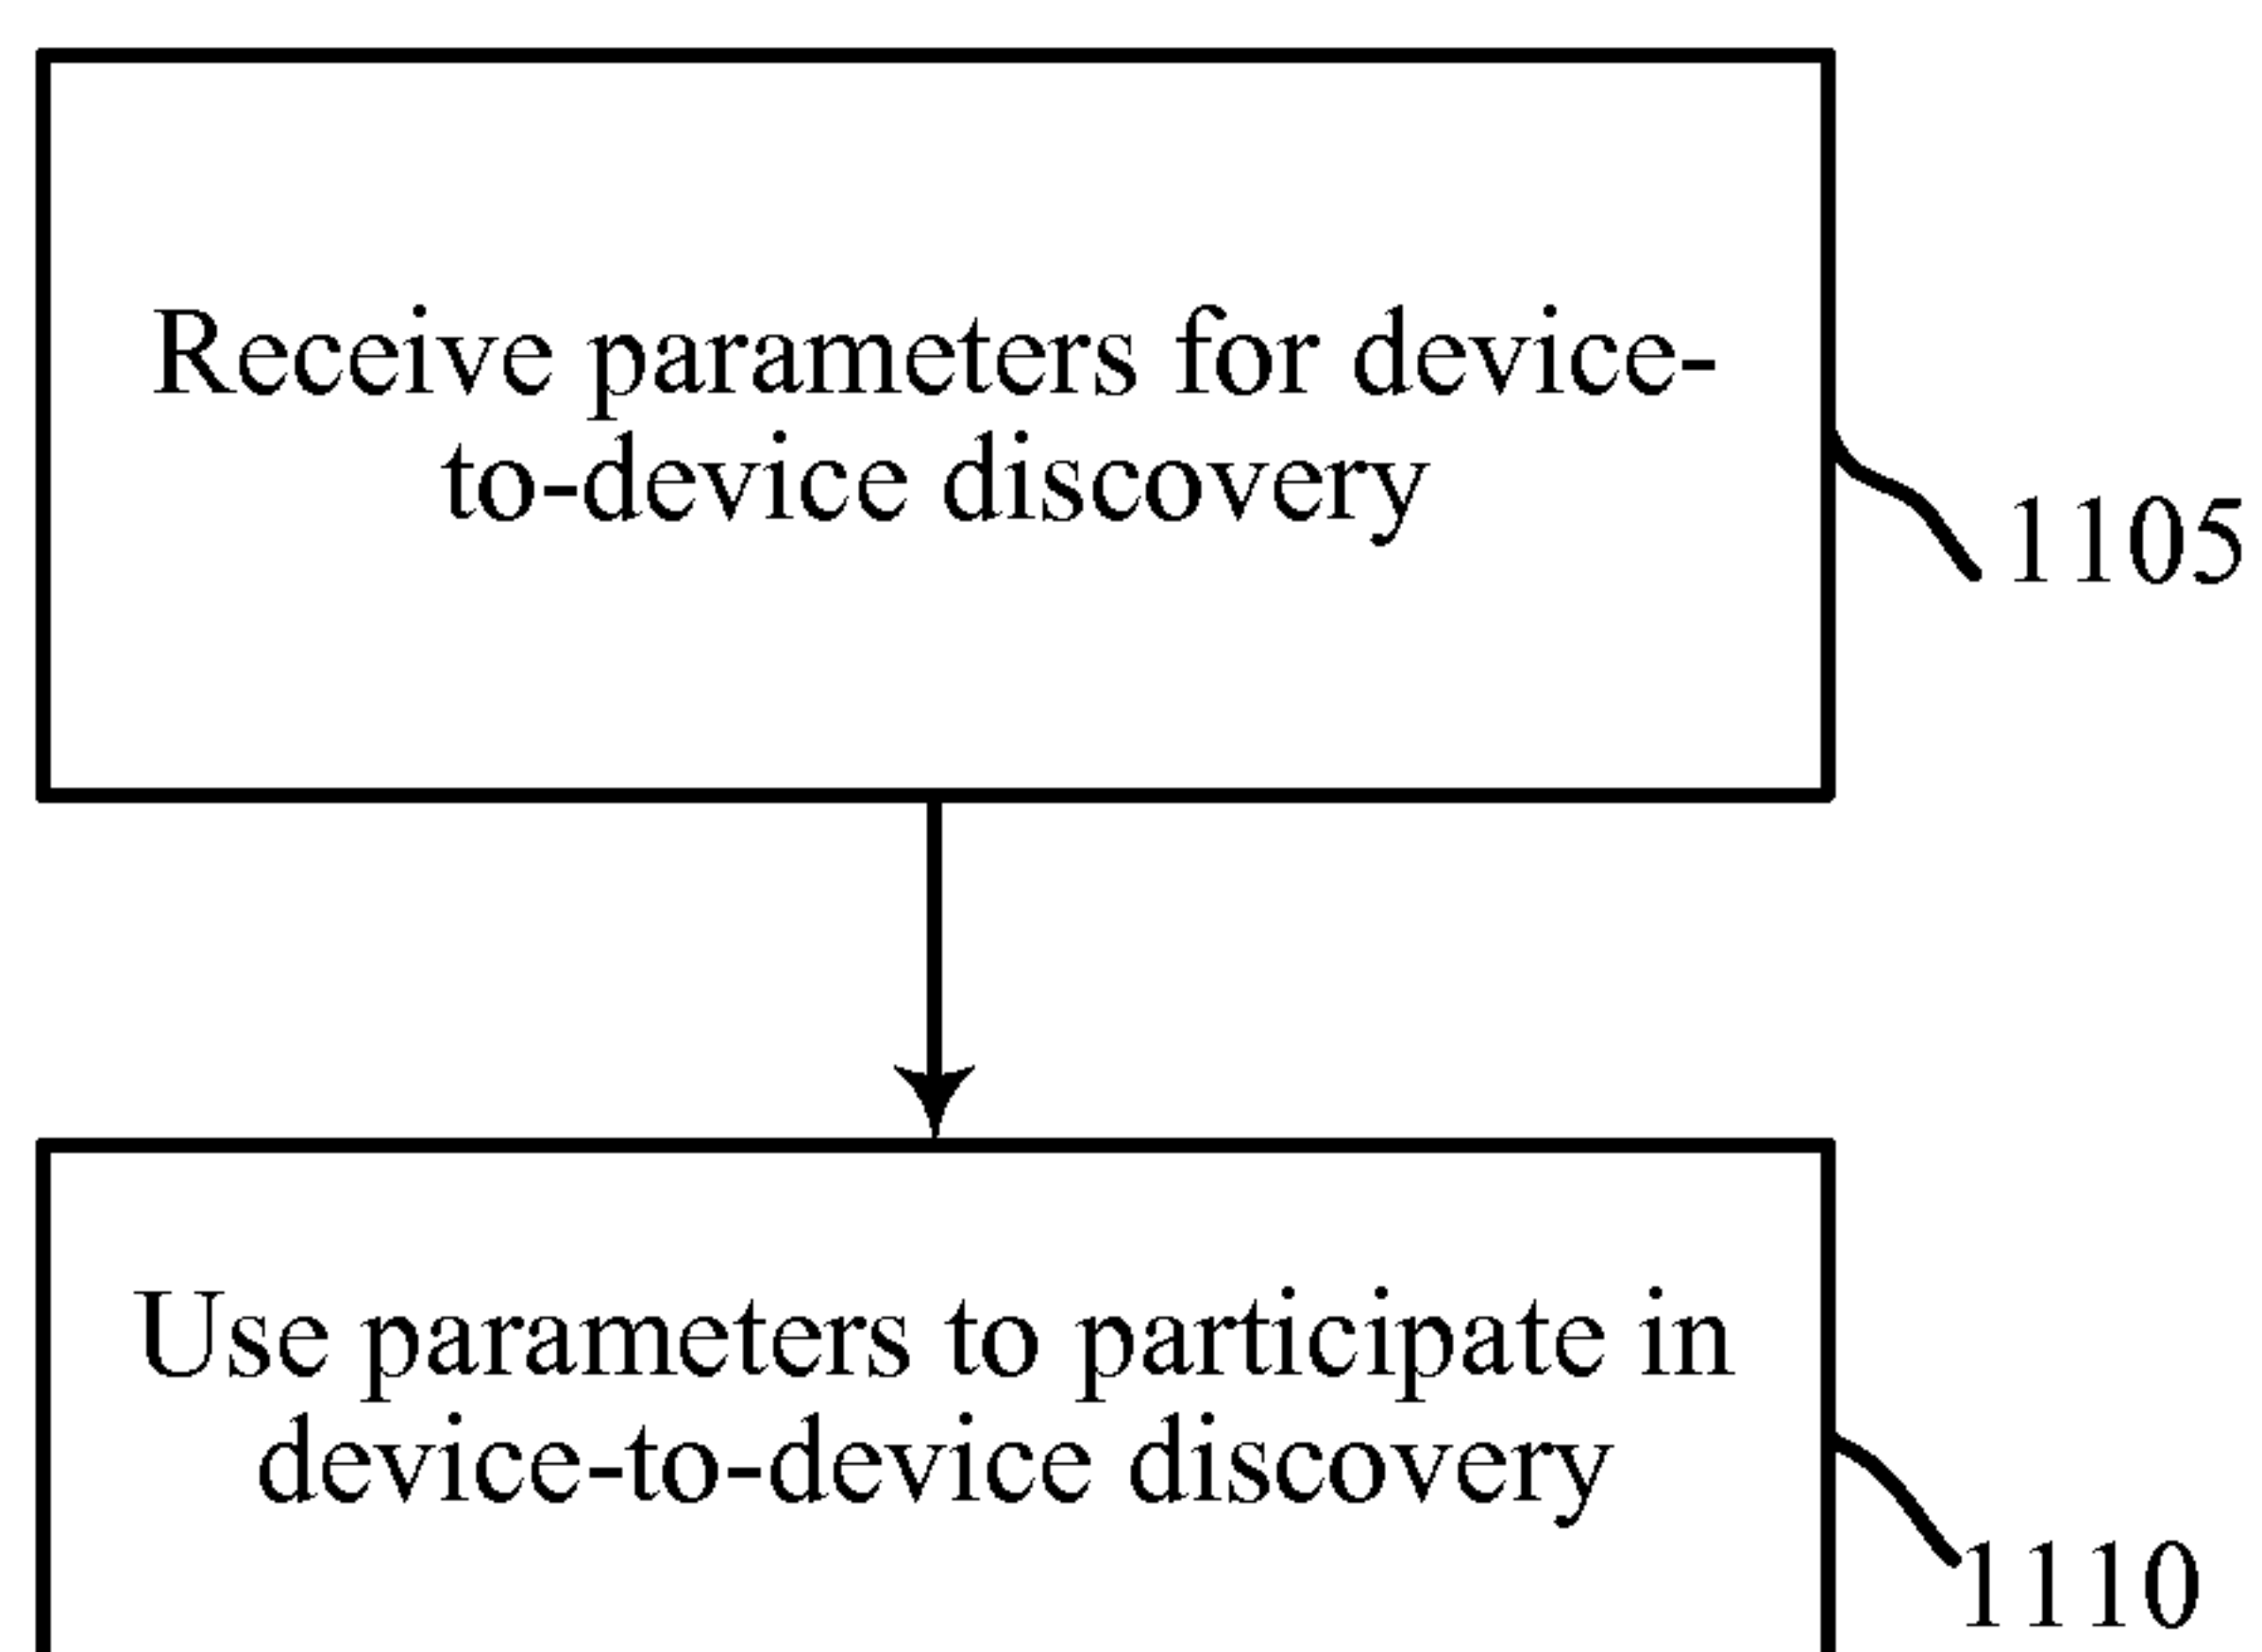 Receive parameters for device-
to-device discovery
1105
Use parameters to participate in
device-to-device discovery
1110